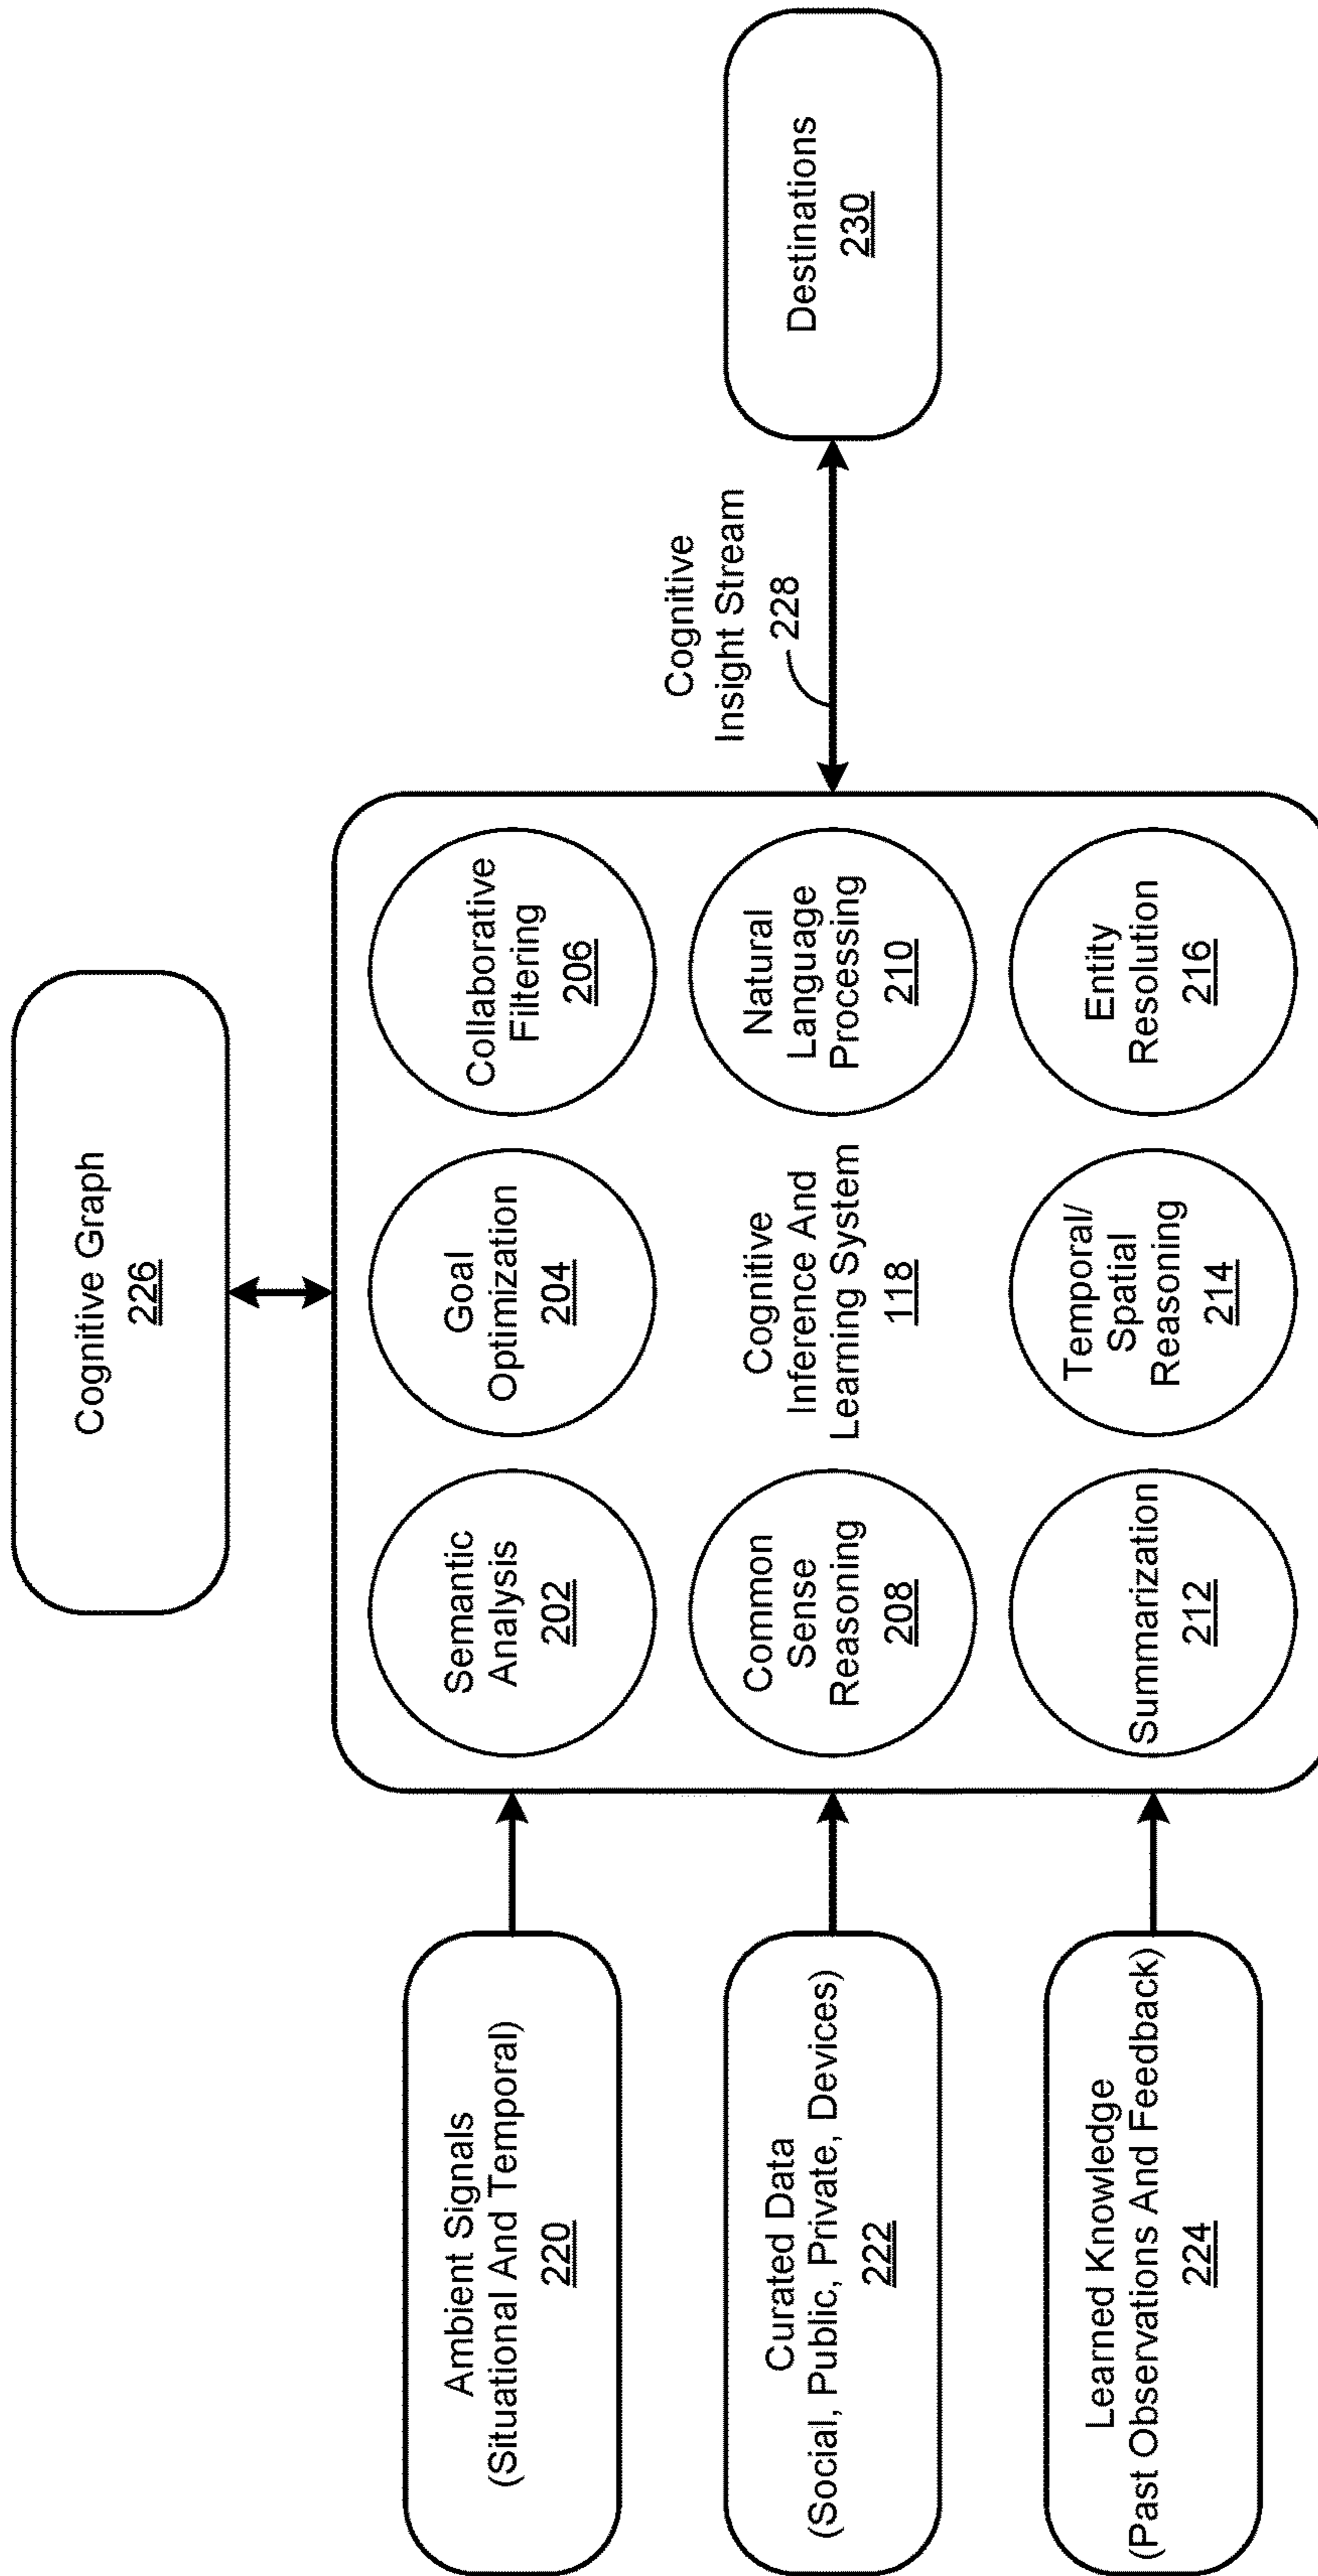 Cognitive Graph
226
Ambient Signals
(Situational And Temporal)
220
Curated Data
(Social, Public, Private, Devices)
222
Learned Knowledge
(Past Observations And Feedback)
224
Semantic
Analysis
202
Goal
Optimization
204
Collaborative
Filtering
206
Common
Sense
Reasoning
208
Cognitive
Inference And
Learning System
118
Natural
Language
Processing
210
Summarization
212
Temporal/
Spatial
Reasoning
214
Entity
Resolution
216
Cognitive
Insight Stream
228
Destinations
230